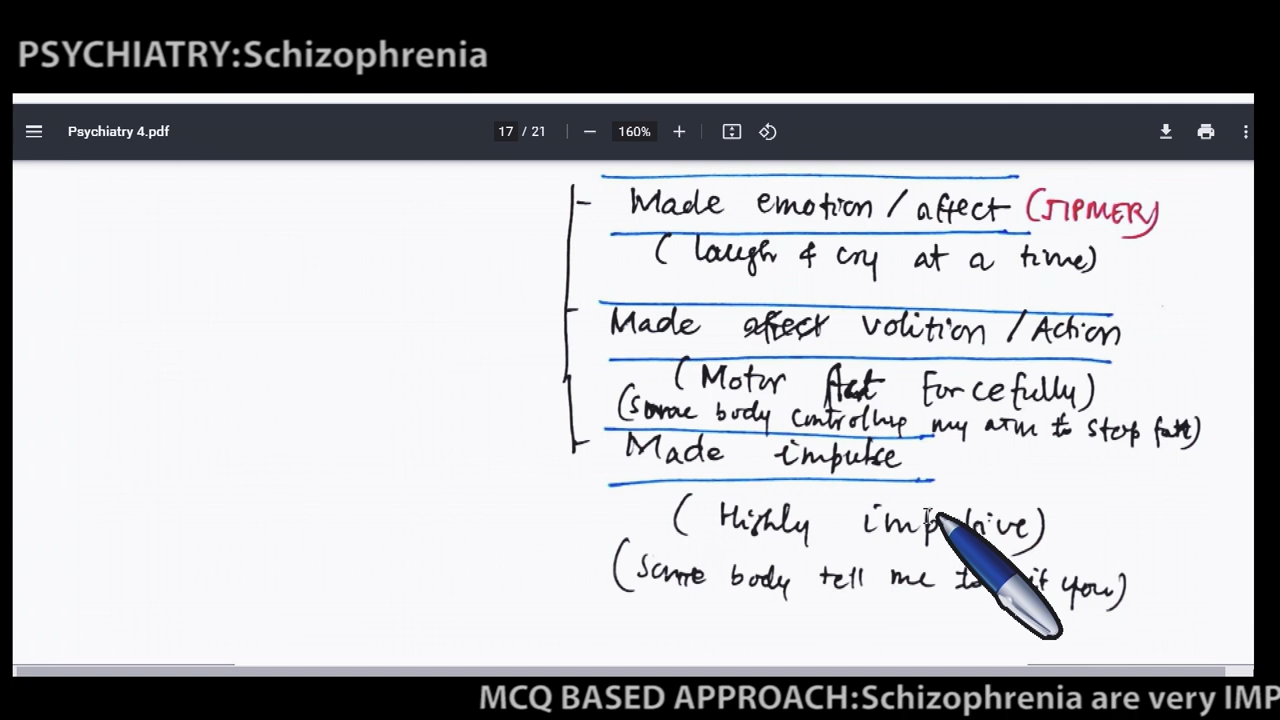 PSYCHIATRY:Schizophrenia
Psychiatry 4.pdf 17 / 21 160%
Made emotion / affect (JIPMER)
( laugh & cry at a time)
Made affect volition / Action
(Motor Act Forcefully)
(Some body controlling my arm to stop
Made impulse
( Highly
(Some body tell me you)
MCQ BASED APPROACH:Schizophrenia are very IMP